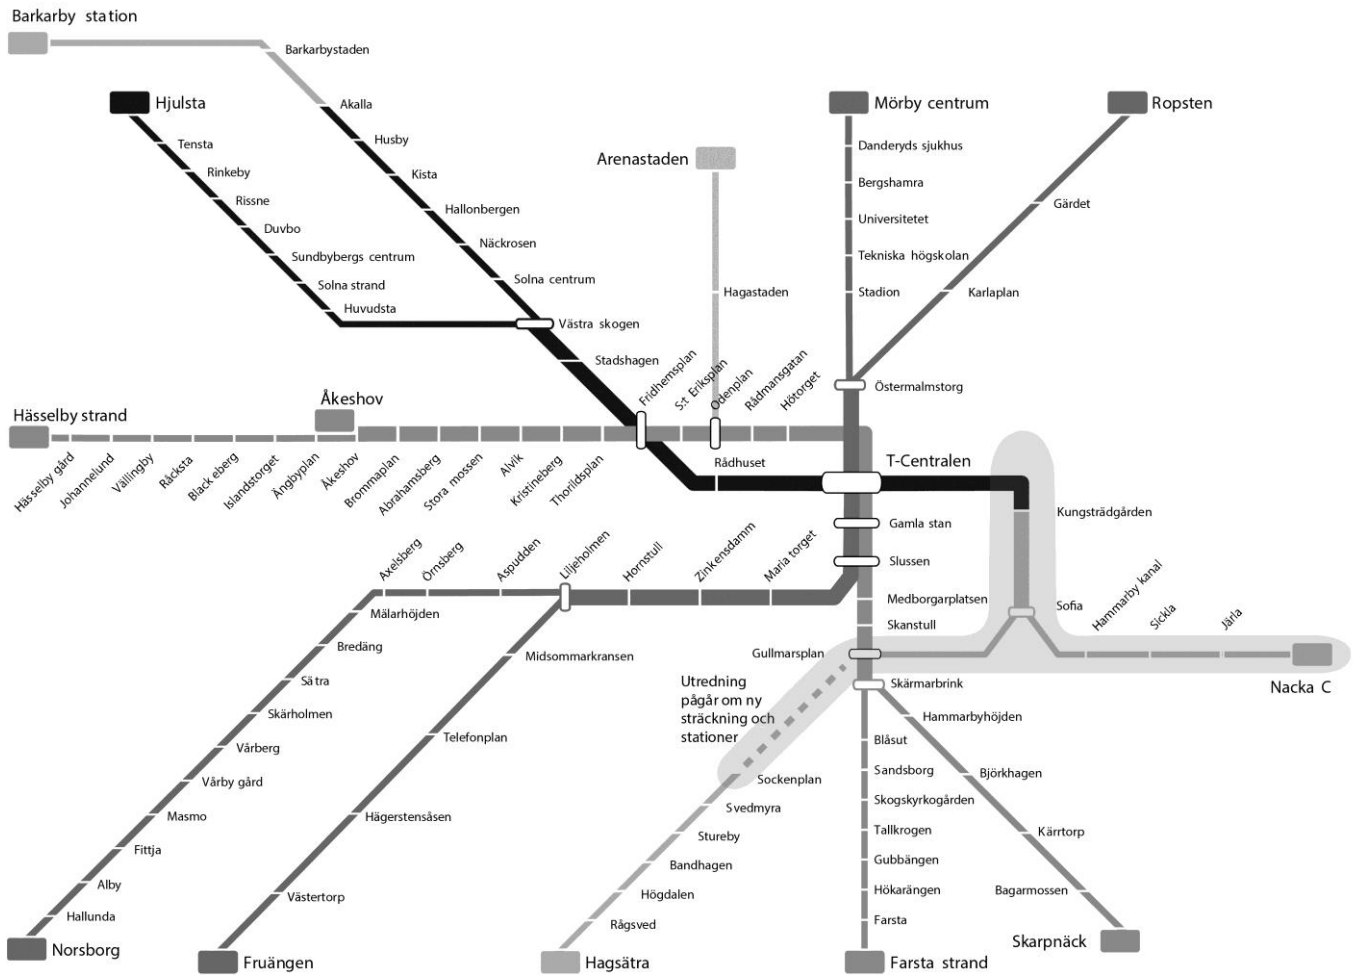 Barkarby station
Barkarbystaden
Hjulsta
Akalla
Mörby centrum
Ropsten
Tensta
Husby
Danderyds sjukhus
Arenastaden
Rinkeby
Kista
Bergshamra
Rissne
Hallonbergen
Gärdet
Universitetet
Duvbo
Näckrosen
Sundbybergs centrum
Tekniska högskolan
Solna strand
Solna centrum
Hagastaden
Stadion
Karlaplan
Huvudsta
Västra skogen
Stadshagen
Fridhemsplan
S:t Eriksplan
Odenplan
Rådmansgatan
Hötorget
Östermalmstorg
Åkeshov
Hässelby strand
Hässelby gård
Johannelund
Vällingby
Råcksta
Blackeberg
Islandstorget
Ängbyplan
Åkeshov
Brommaplan
Abrahamsberg
Stora mossen
Alvik
Kristineberg
Thorildsplan
Rådhuset
T-Centralen
Kungsträdgården
Gamla stan
Slussen
Axelsberg
Örnsberg
Aspudden
Liljeholmen
Hornstull
Zinkensdamm
Maria torget
Medborgarplatsen
Sofia
Hammarby kanal
Sickla
Järla
Mälarhöjden
Skanstull
Bredäng
Midsommarkransen
Gullmarsplan
Sätra
Utredning
pågår om ny
sträckning och
stationer
Skärmarbrink
Nacka C
Skärholmen
Hammarbyhöjden
Vårberg
Telefonplan
Blåsut
Vårby gård
Sockenplan
Sandsborg
Björkhagen
Masmo
Hägerstensåsen
Svedmyra
Skogskyrkogården
Fittja
Stureby
Tallkrogen
Kärrtorp
Alby
Bandhagen
Gubbängen
Västertorp
Högdalen
Hökarängen
Bagarmossen
Hallunda
Rågsved
Farsta
Norsborg
Fruängen
Hagsätra
Farsta strand
Skarpnäck